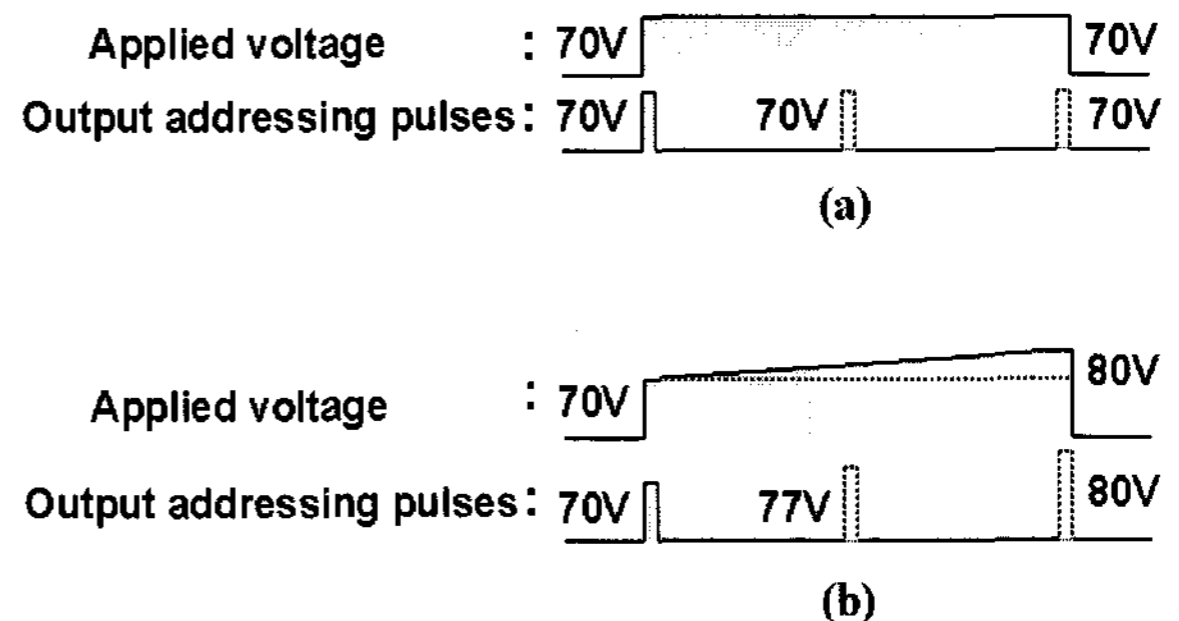 Applied voltage : 70V 70V
Output addressing pulses: 70V 70V 70V
(a)
Applied voltage : 70V 80V
Output addressing pulses: 70V 77V 80V
(b)